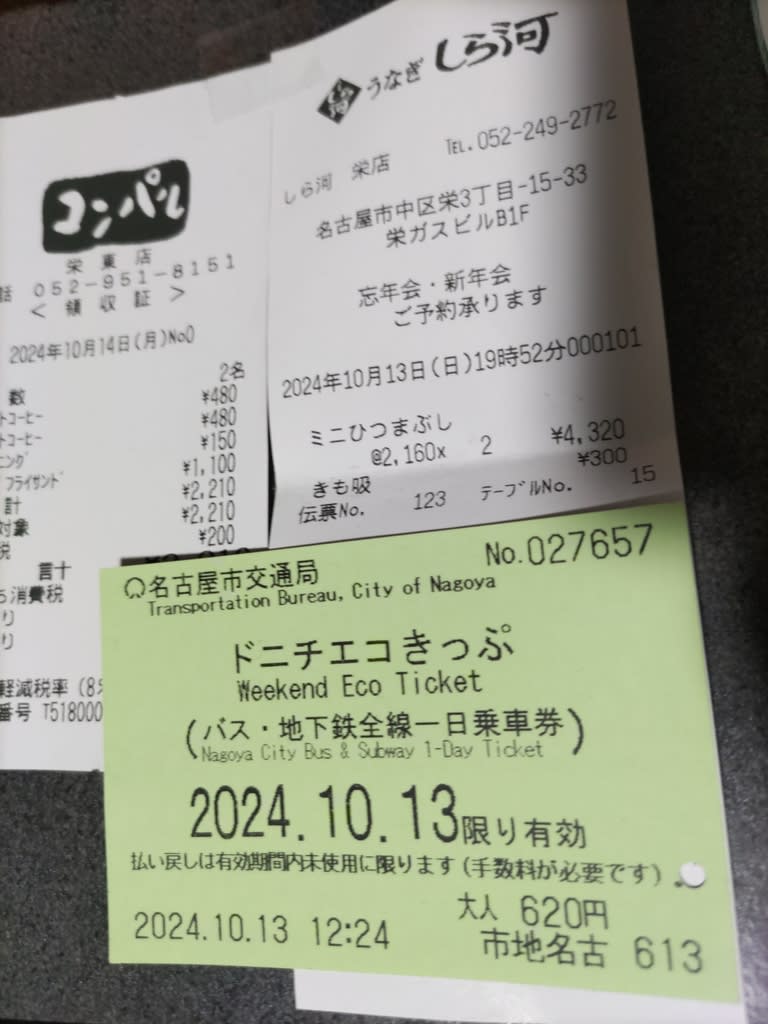 コンパル
栄東店
話 052-951-8151
＜ 領収証 ＞
2024年10月14日(月)No0
2名
数 ¥480
トコーヒー ¥480
トコーヒー ¥150
ニング ¥1,100
フライサンド ¥2,210
計 ¥2,210
対象 ¥200
税
言十
消費税
り
り
軽減税率(8
番号 T518000
うなぎ しら河
しら河 栄店 TEL.052-249-2772
名古屋市中区栄3丁目-15-33
栄ガスビルB1F
忘年会・新年会
ご予約承ります
2024年10月13日(日)19時52分000101
ミニひつまぶし
@2,160x 2 ¥4,320
きも吸 ¥300
伝票No. 123 テーブルNo. 15
名古屋市交通局 No.027657
Transportation Bureau, City of Nagoya
ドニチエコきっぷ
Weekend Eco Ticket
(バス・地下鉄全線一日乗車券)
Nagoya City Bus & Subway 1-Day Ticket
2024.10.13限り有効
払い戻しは有効期間内未使用に限ります(手数料が必要です)。
大人 620円
2024.10.13 12:24
市地名古 613